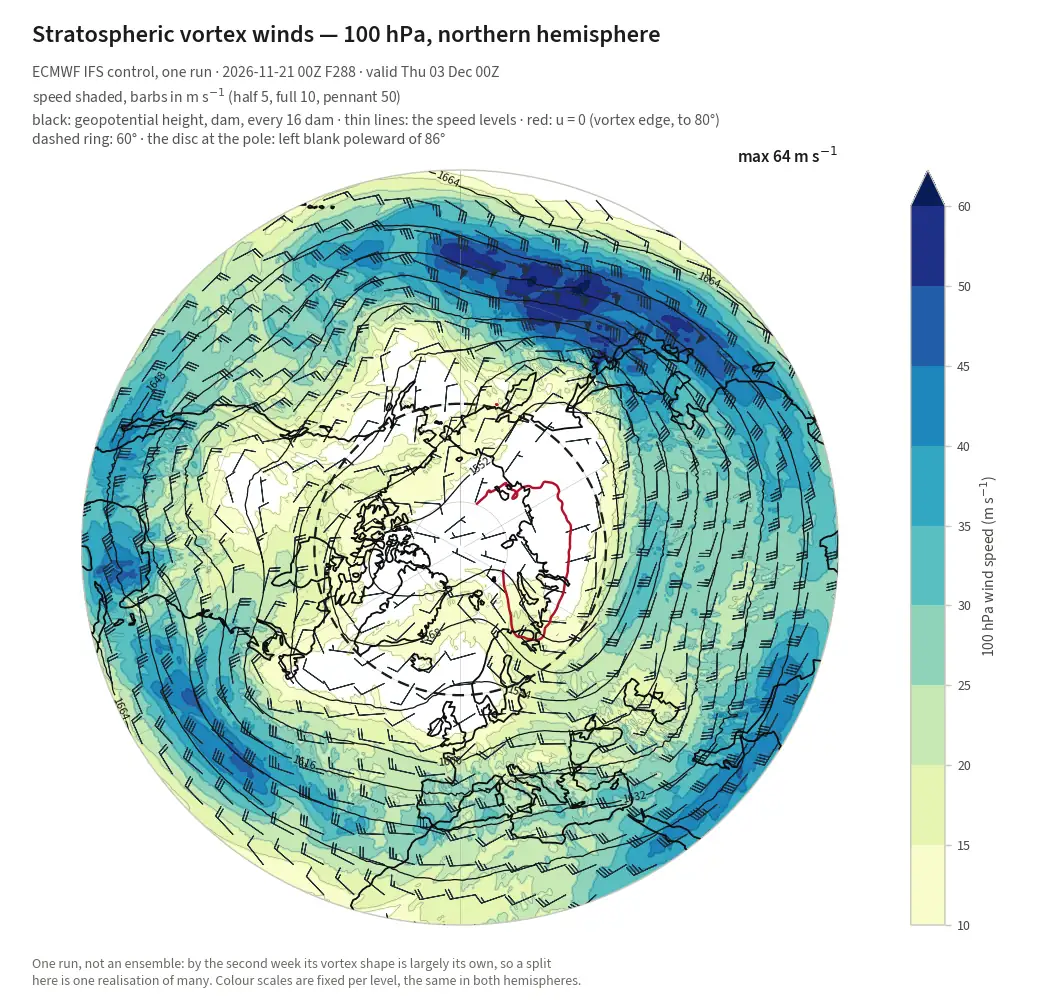 Stratospheric vortex winds — 100 hPa, northern hemisphere
ECMWF IFS control, one run · 2026-11-21 00Z F288 · valid Thu 03 Dec 00Z
speed shaded, barbs in m s⁻¹ (half 5, full 10, pennant 50)
black: geopotential height, dam, every 16 dam · thin lines: the speed levels · red: u = 0 (vortex edge, to 80°)
dashed ring: 60° · the disc at the pole: left blank poleward of 86°
max 64 m s⁻¹
1664
1664
1648
1552
1664
1616
1632
60
50
45
40
35
30
25
20
15
10
100 hPa wind speed (m s⁻¹)
One run, not an ensemble: by the second week its vortex shape is largely its own, so a split
here is one realisation of many. Colour scales are fixed per level, the same in both hemispheres.